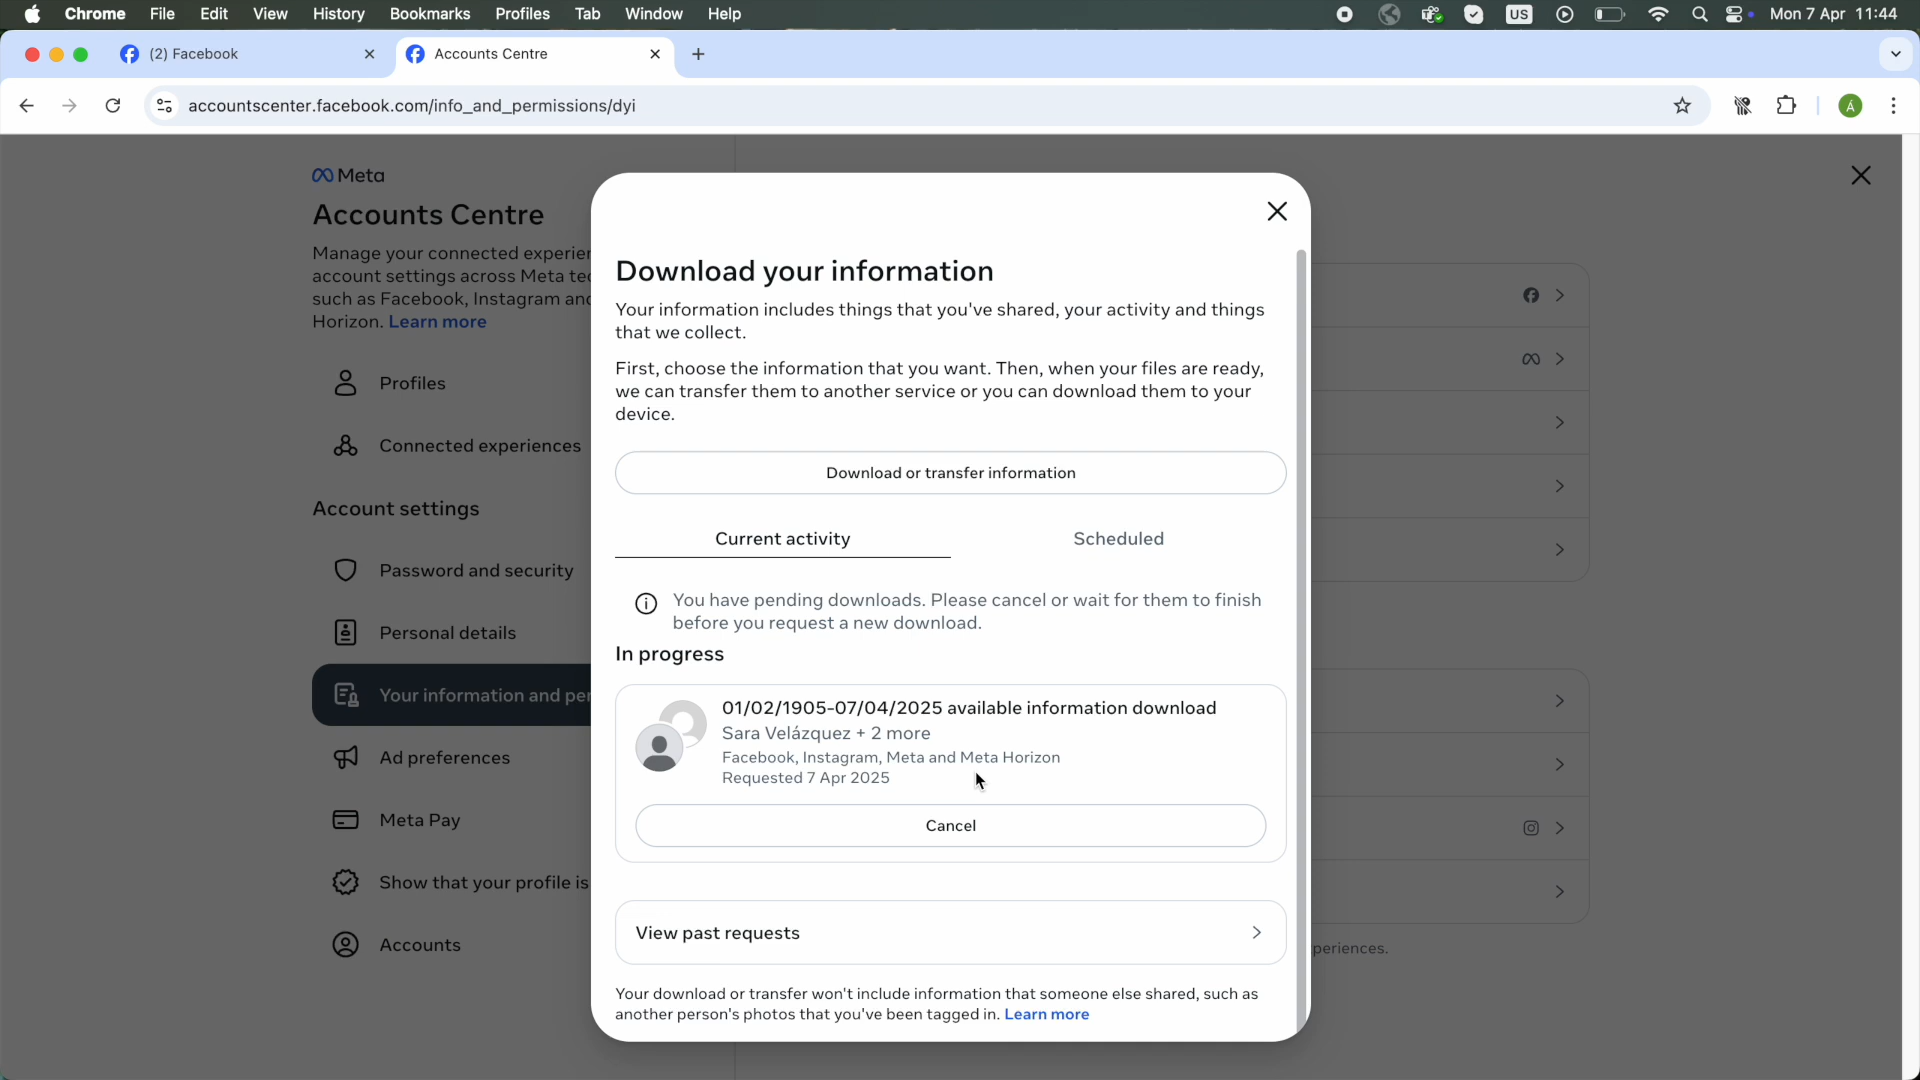 Chrome File Edit View History Bookmarks Profiles Tab Window Help US Mon 7 Apr 11:44
(2) Facebook Accounts Centre
accountscenter.facebook.com/info_and_permissions/dyi Á
Meta
Accounts Centre
Manage your connected experier
account settings across Meta tec
such as Facebook, Instagram and
Horizon. Learn more
Profiles
Connected experiences
Account settings
Password and security
Personal details
Your information and per
Ad preferences
Meta Pay
Show that your profile is
Accounts
Download your information
Your information includes things that you've shared, your activity and things
that we collect.
First, choose the information that you want. Then, when your files are ready,
we can transfer them to another service or you can download them to your
device.
Download or transfer information
Current activity Scheduled
You have pending downloads. Please cancel or wait for them to finish
before you request a new download.
In progress
01/02/1905-07/04/2025 available information download
Sara Velázquez + 2 more
Facebook, Instagram, Meta and Meta Horizon
Requested 7 Apr 2025
Cancel
View past requests
Your download or transfer won't include information that someone else shared, such as
another person's photos that you've been tagged in. Learn more
periences.